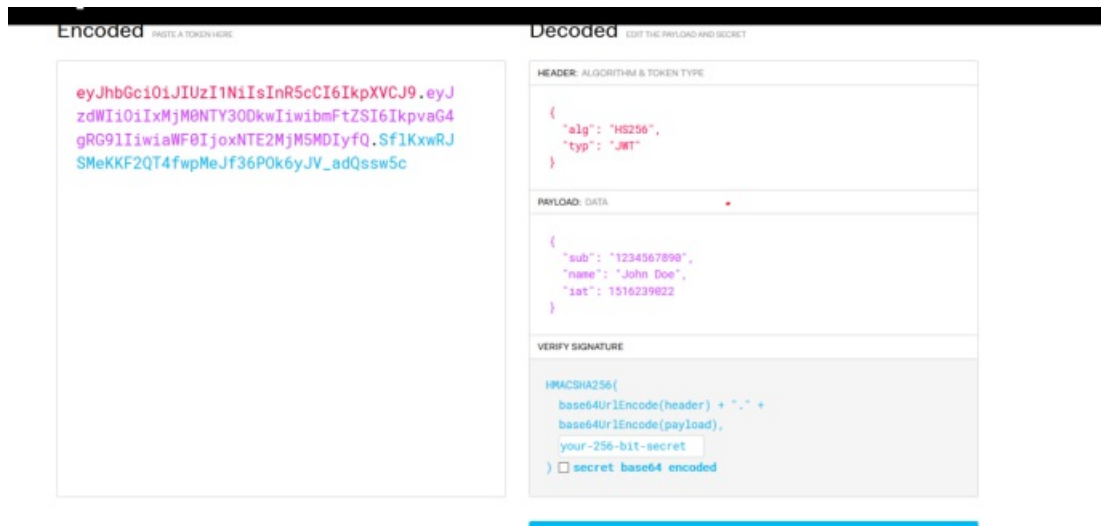 Encoded PASTE A TOKEN HERE
eyJhbGciOiJIUzI1NiIsInR5cCI6IkpXVCJ9.eyJ
zdWIiOiIxMjM0NTY3ODkwIiwibmFtZSI6IkpvaG4
gRG9lIiwiaWF0IjoxNTE2MjM5MDIyfQ.SflKxwRJ
SMeKKF2QT4fwpMeJf36POk6yJV_adQssw5c
Decoded EDIT THE PAYLOAD AND SECRET
HEADER: ALGORITHM & TOKEN TYPE
{
"alg": "HS256",
"typ": "JWT"
}
PAYLOAD: DATA
{
"sub": "1234567890",
"name": "John Doe",
"iat": 1516239022
}
VERIFY SIGNATURE
HMACSHA256(
base64UrlEncode(header) + "." +
base64UrlEncode(payload),
your-256-bit-secret
) secret base64 encoded